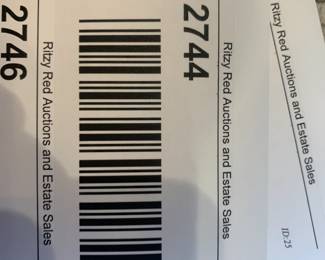 Ritzy Red Auctions and Estate Sales
ID:25
Ritzy Red Auctions and Estate Sales
2744
Ritzy Red Auctions and Estate Sales
2746